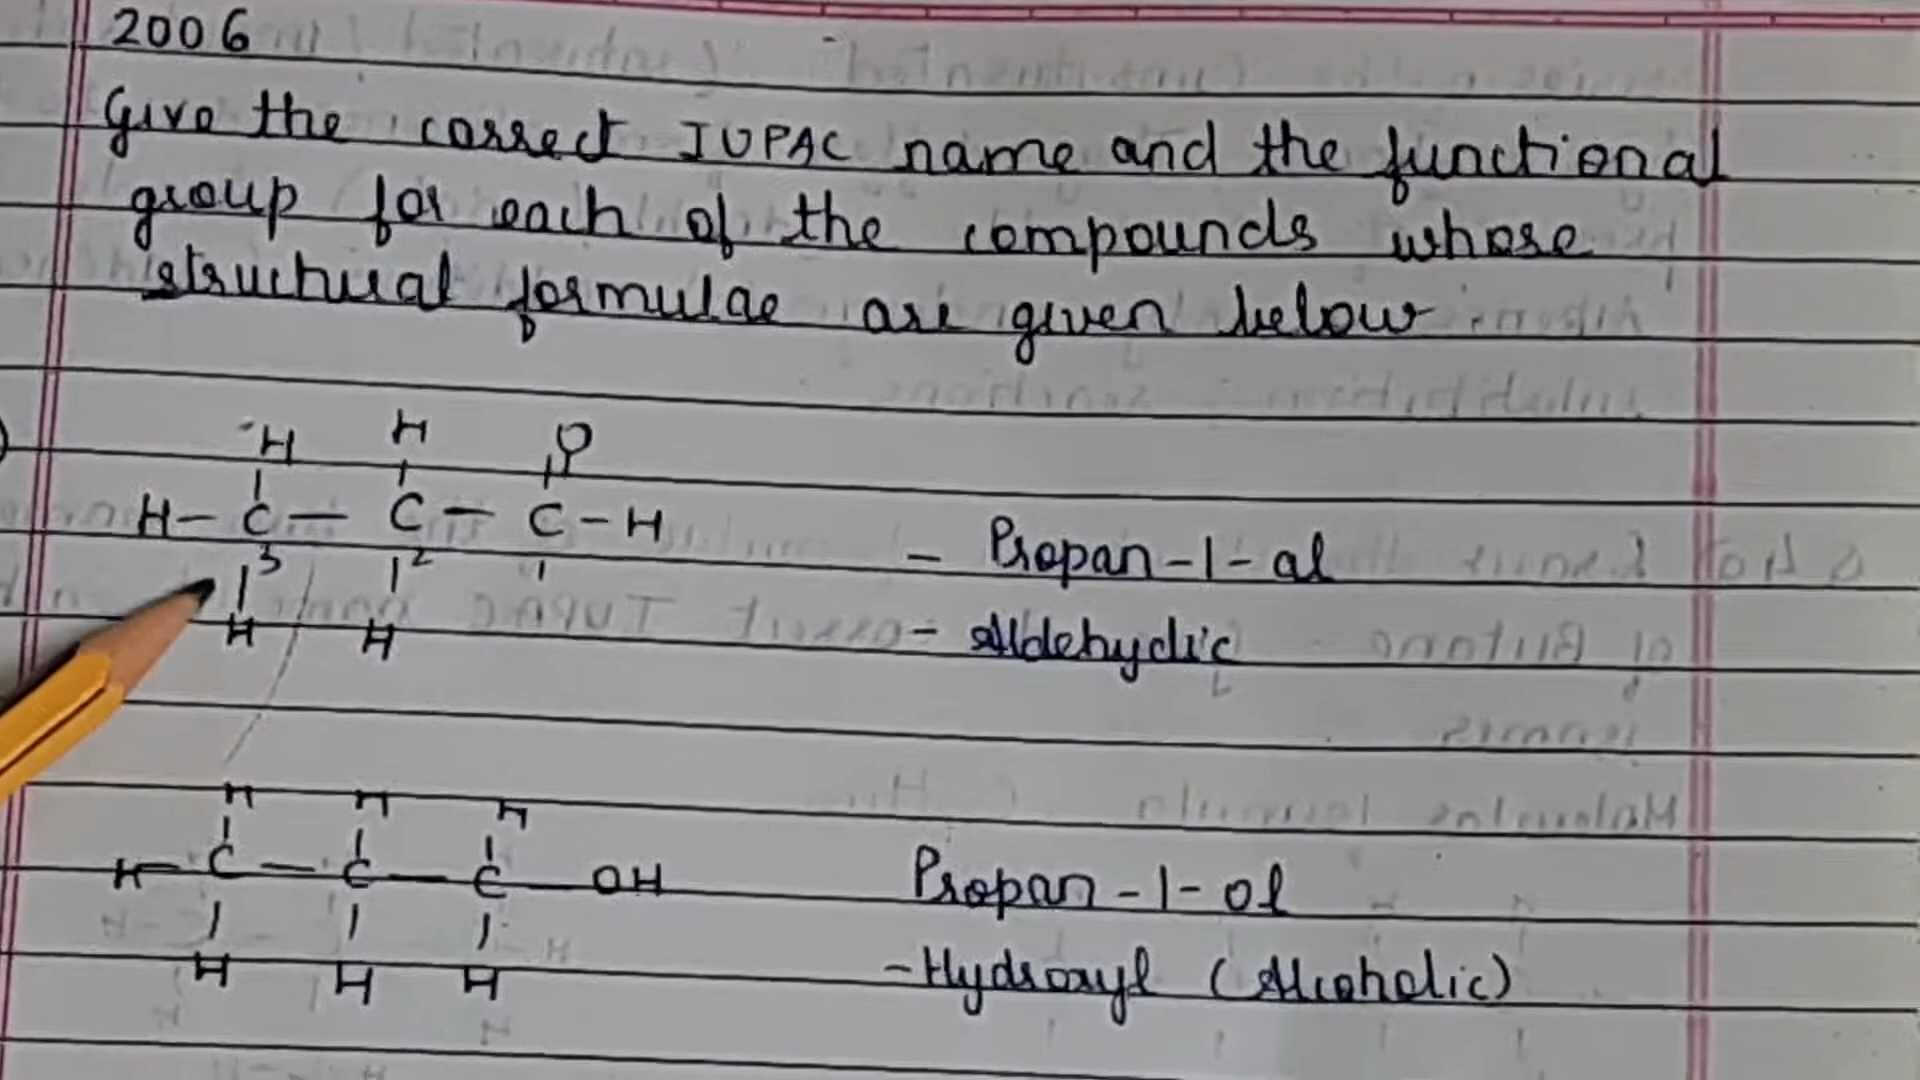 2006
Give the correct IUPAC name and the functional
group for each of the compounds whose
structural formulae are given below
H H O
H - C - C - C - H
3 2 1
H H
- Propan-1-al
- Aldehydic
H H H
H - C - C - C - OH
H H H
Propan-1-ol
- Hydroxyl (Alcoholic)